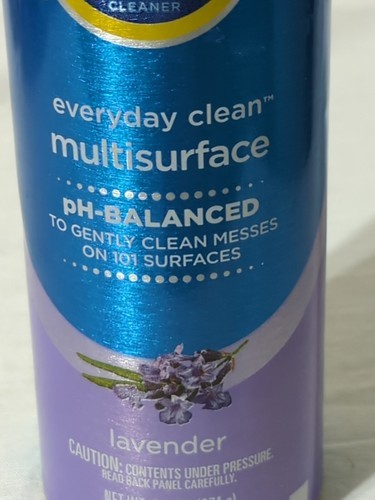 CLEANER
everyday clean™
multisurface
pH-BALANCED
TO GENTLY CLEAN MESSES
ON 101 SURFACES
lavender
CAUTION: CONTENTS UNDER PRESSURE.
READ BACK PANEL CAREFULLY.
NET